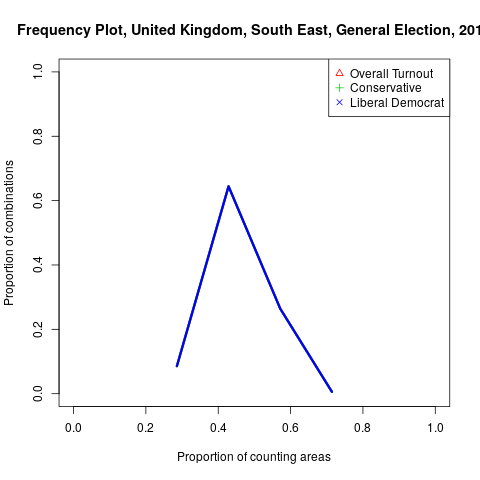 Frequency Plot, United Kingdom, South East, General Election, 201
Overall Turnout
Conservative
Liberal Democrat
Proportion of combinations
1.0
0.8
0.6
0.4
0.2
0.0
0.0 0.2 0.4 0.6 0.8 1.0
Proportion of counting areas